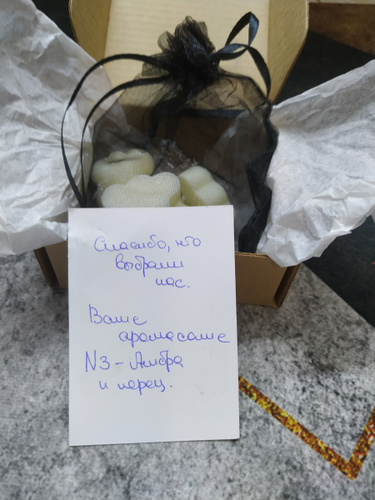 Спасибо, что
выбрали
нас.
Ваше
аромасаше
N3 - Амбра
и перец.